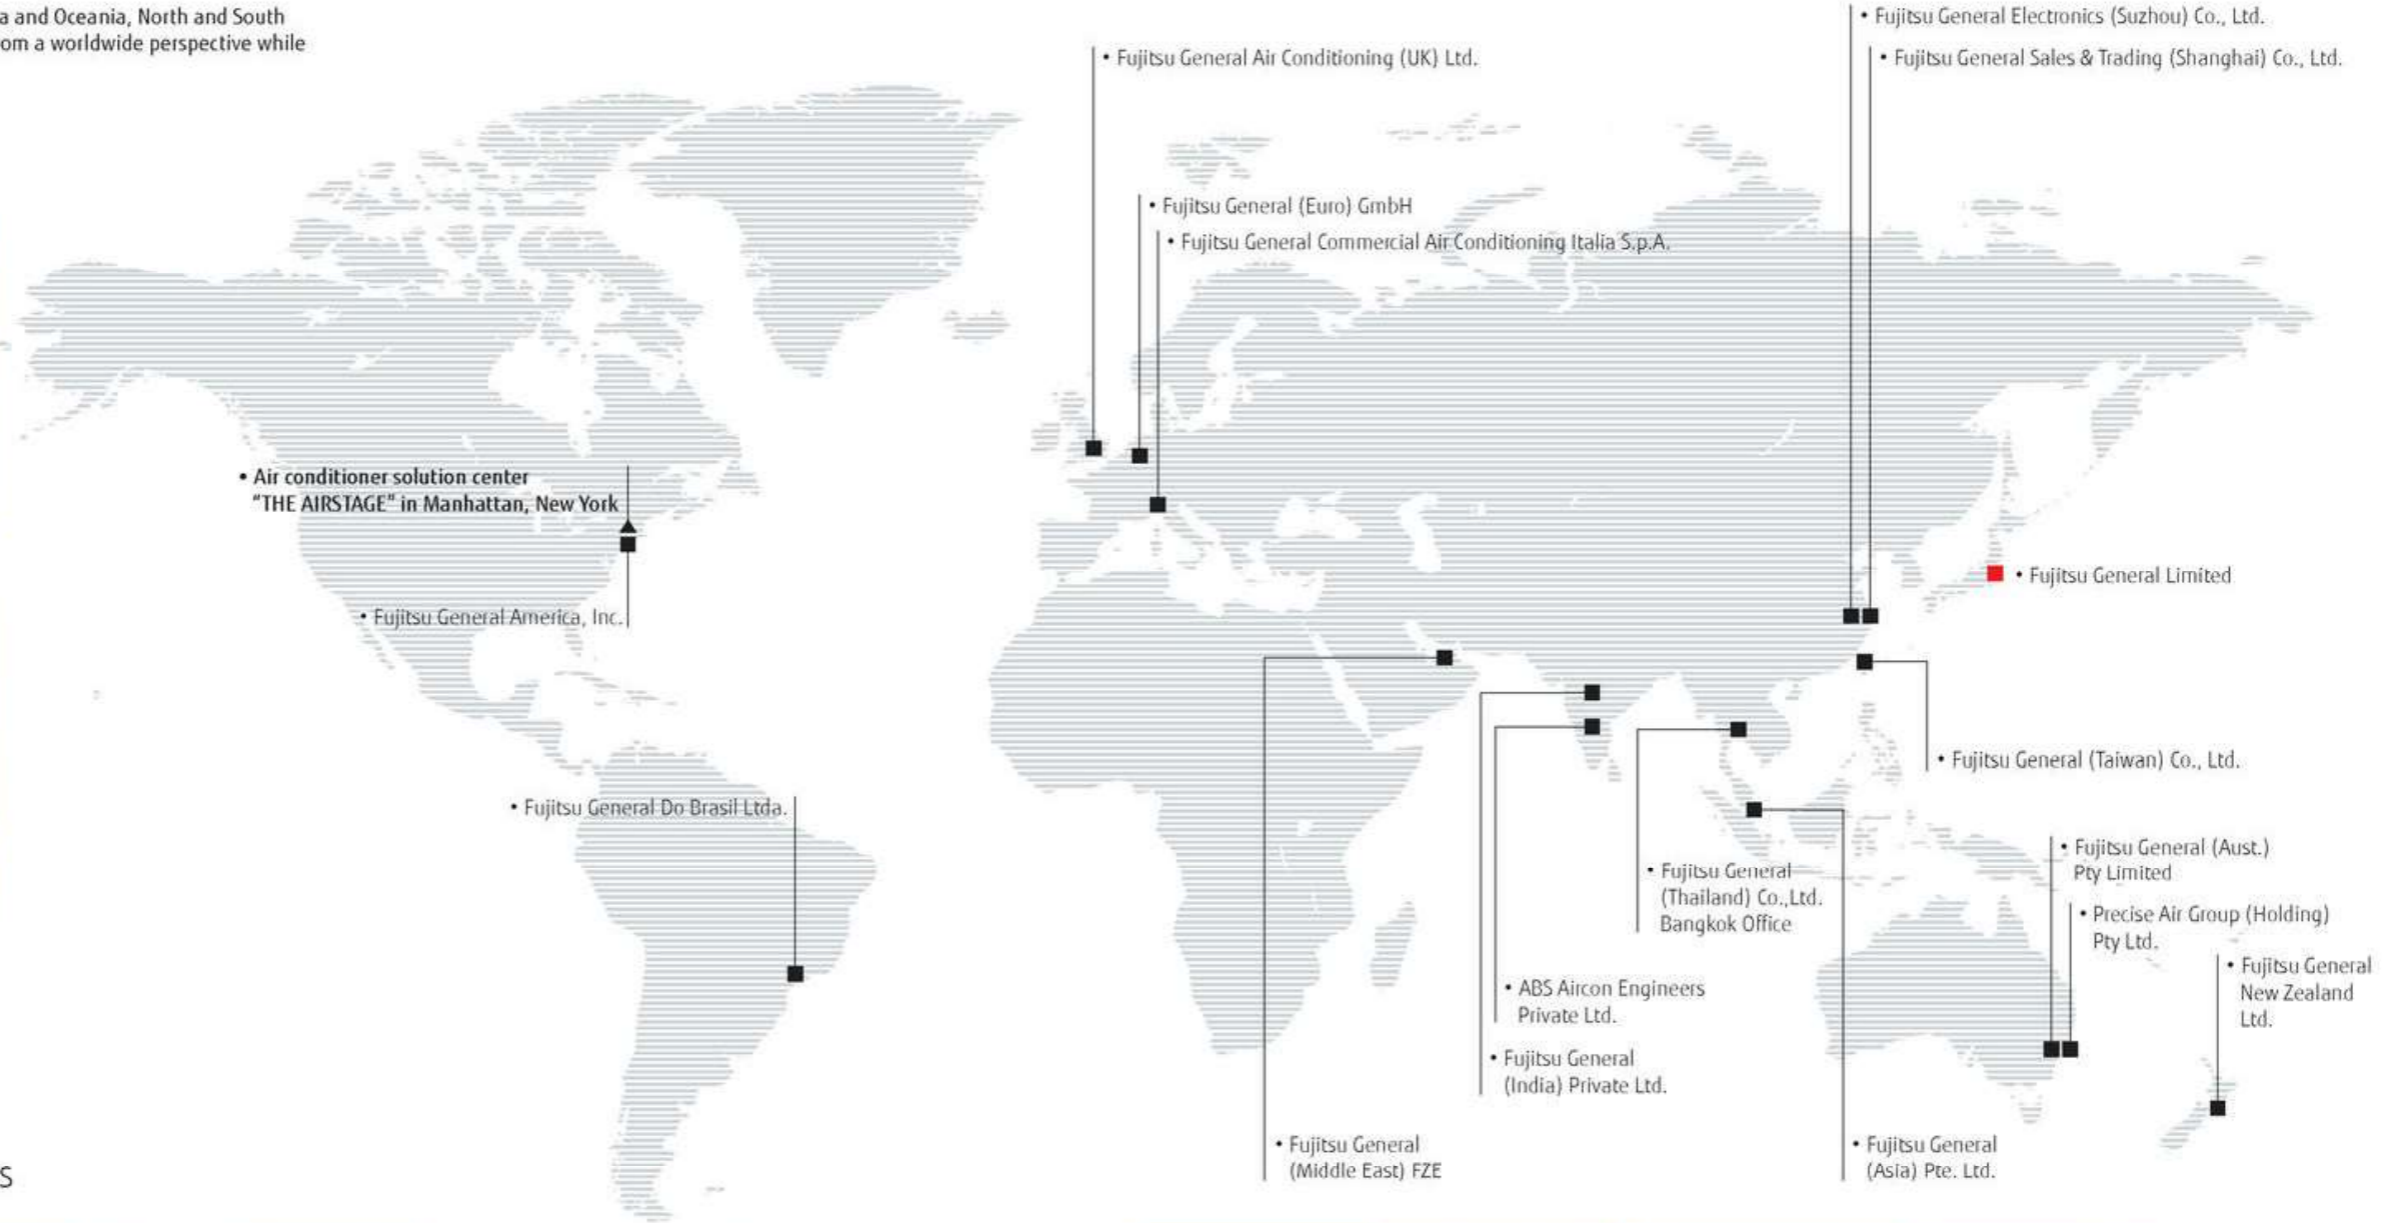 a and Oceania, North and South
om a worldwide perspective while
• Fujitsu General Electronics (Suzhou) Co., Ltd.
• Fujitsu General Sales & Trading (Shanghai) Co., Ltd.
• Fujitsu General Air Conditioning (UK) Ltd.
• Fujitsu General (Euro) GmbH
• Fujitsu General Commercial Air Conditioning Italia S.p.A.
• Air conditioner solution center
“THE AIRSTAGE” in Manhattan, New York
• Fujitsu General America, Inc.
• Fujitsu General Limited
• Fujitsu General (Taiwan) Co., Ltd.
• Fujitsu General Do Brasil Ltda.
• Fujitsu General
(Thailand) Co.,Ltd.
Bangkok Office
• Fujitsu General (Aust.)
Pty Limited
• Precise Air Group (Holding)
Pty Ltd.
• Fujitsu General
New Zealand
Ltd.
• ABS Aircon Engineers
Private Ltd.
• Fujitsu General
(India) Private Ltd.
• Fujitsu General
(Middle East) FZE
• Fujitsu General
(Asia) Pte. Ltd.
S